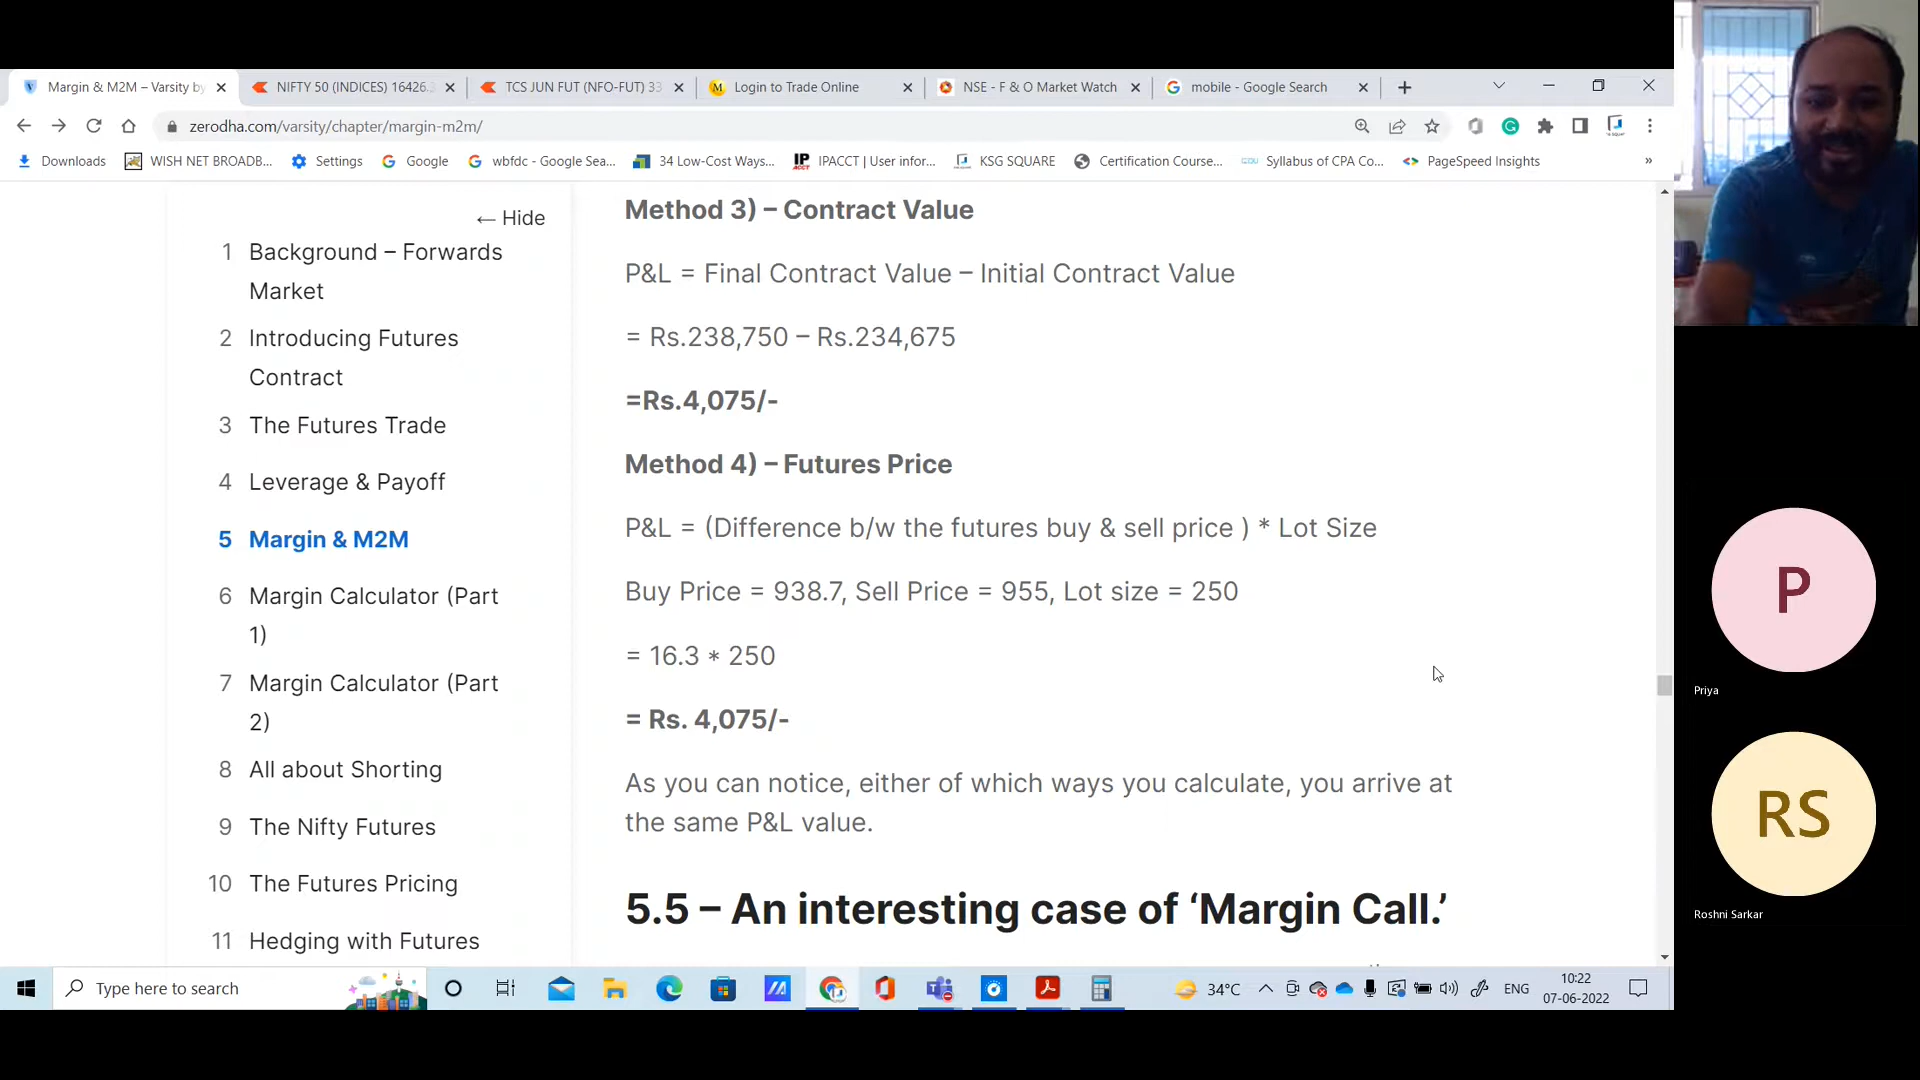 Margin & M2M – Varsity by
NIFTY 50 (INDICES) 16426.
TCS JUN FUT (NFO-FUT) 33
Login to Trade Online
NSE - F & O Market Watch
mobile - Google Search
zerodha.com/varsity/chapter/margin-m2m/
Downloads
WISH NET BROADB...
Settings
Google
wbfdc - Google Sea...
34 Low-Cost Ways...
IPACCT | User infor...
KSG SQUARE
Certification Course...
Syllabus of CPA Co...
PageSpeed Insights
»
← Hide
1 Background – Forwards
Market
2 Introducing Futures
Contract
3 The Futures Trade
4 Leverage & Payoff
5 Margin & M2M
6 Margin Calculator (Part
1)
7 Margin Calculator (Part
2)
8 All about Shorting
9 The Nifty Futures
10 The Futures Pricing
11 Hedging with Futures
Method 3) – Contract Value
P&L = Final Contract Value – Initial Contract Value
= Rs.238,750 – Rs.234,675
=Rs.4,075/-
Method 4) – Futures Price
P&L = (Difference b/w the futures buy & sell price ) * Lot Size
Buy Price = 938.7, Sell Price = 955, Lot size = 250
= 16.3 * 250
= Rs. 4,075/-
As you can notice, either of which ways you calculate, you arrive at
the same P&L value.
5.5 – An interesting case of ‘Margin Call.’
P
Priya
RS
Roshni Sarkar
Type here to search
34°C
ENG
10:22
07-06-2022